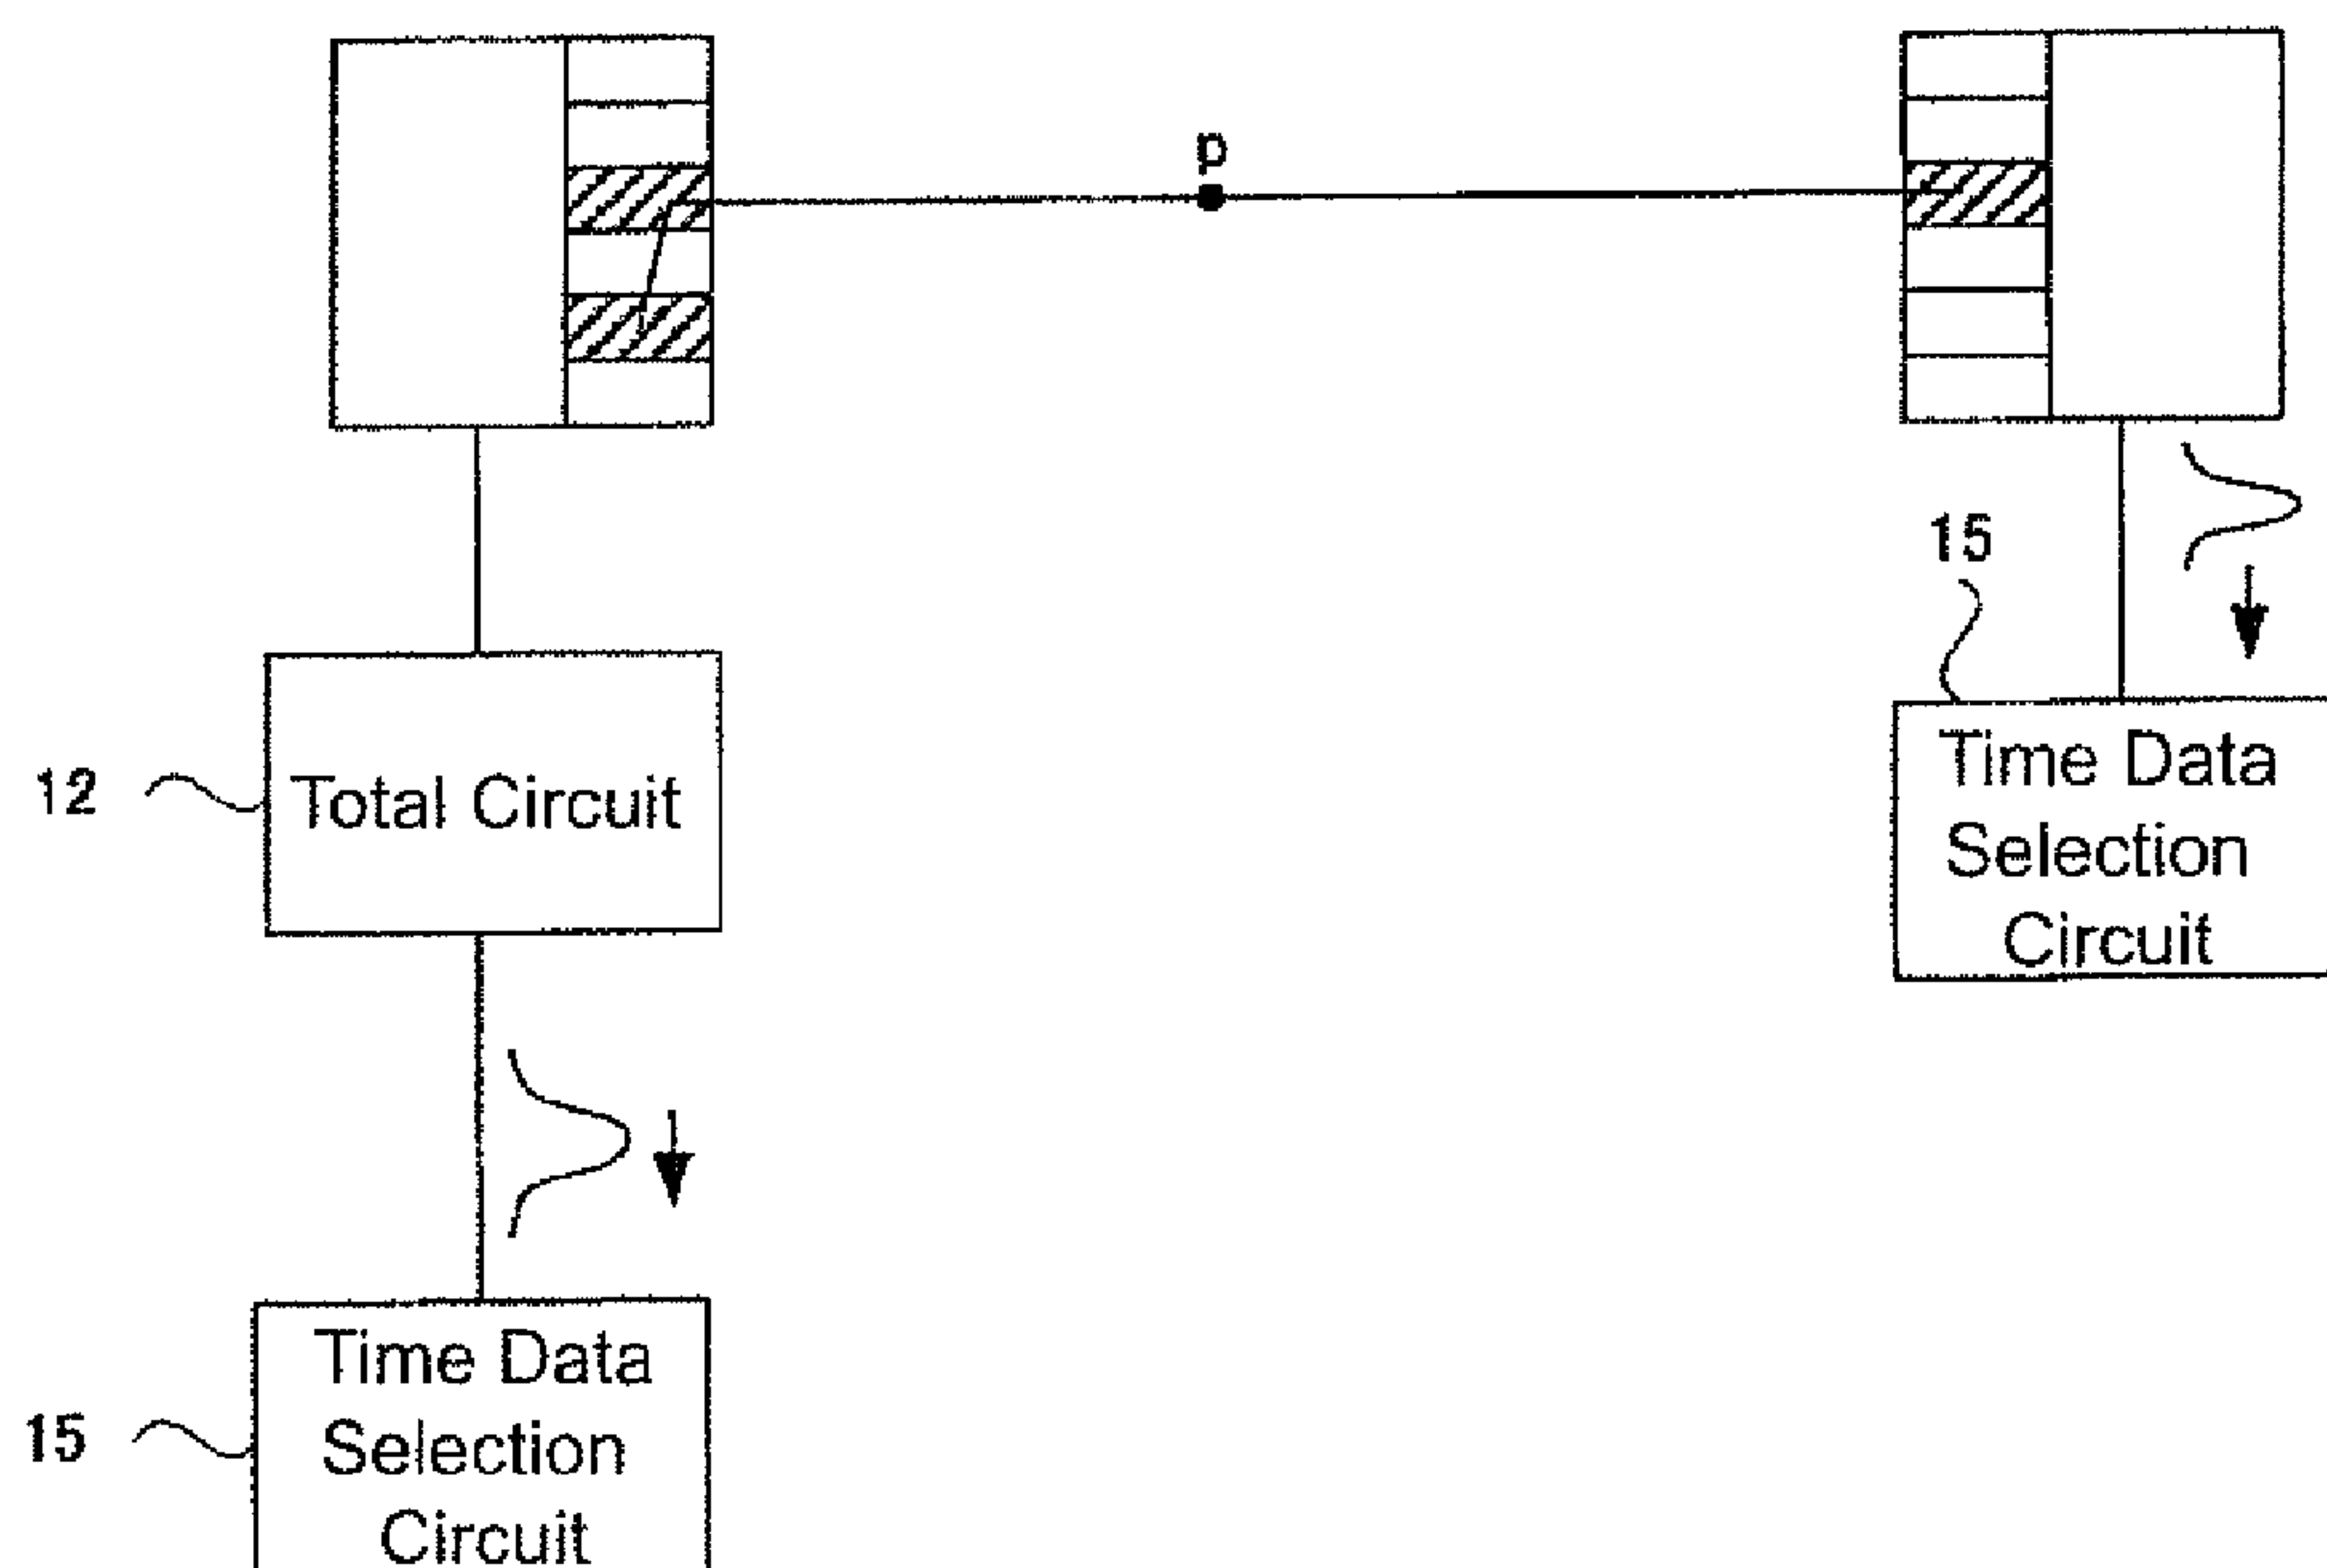 p
15
Time Data
Selection
Circuit
12
Total Circuit
15
Time Data
Selection
Circuit